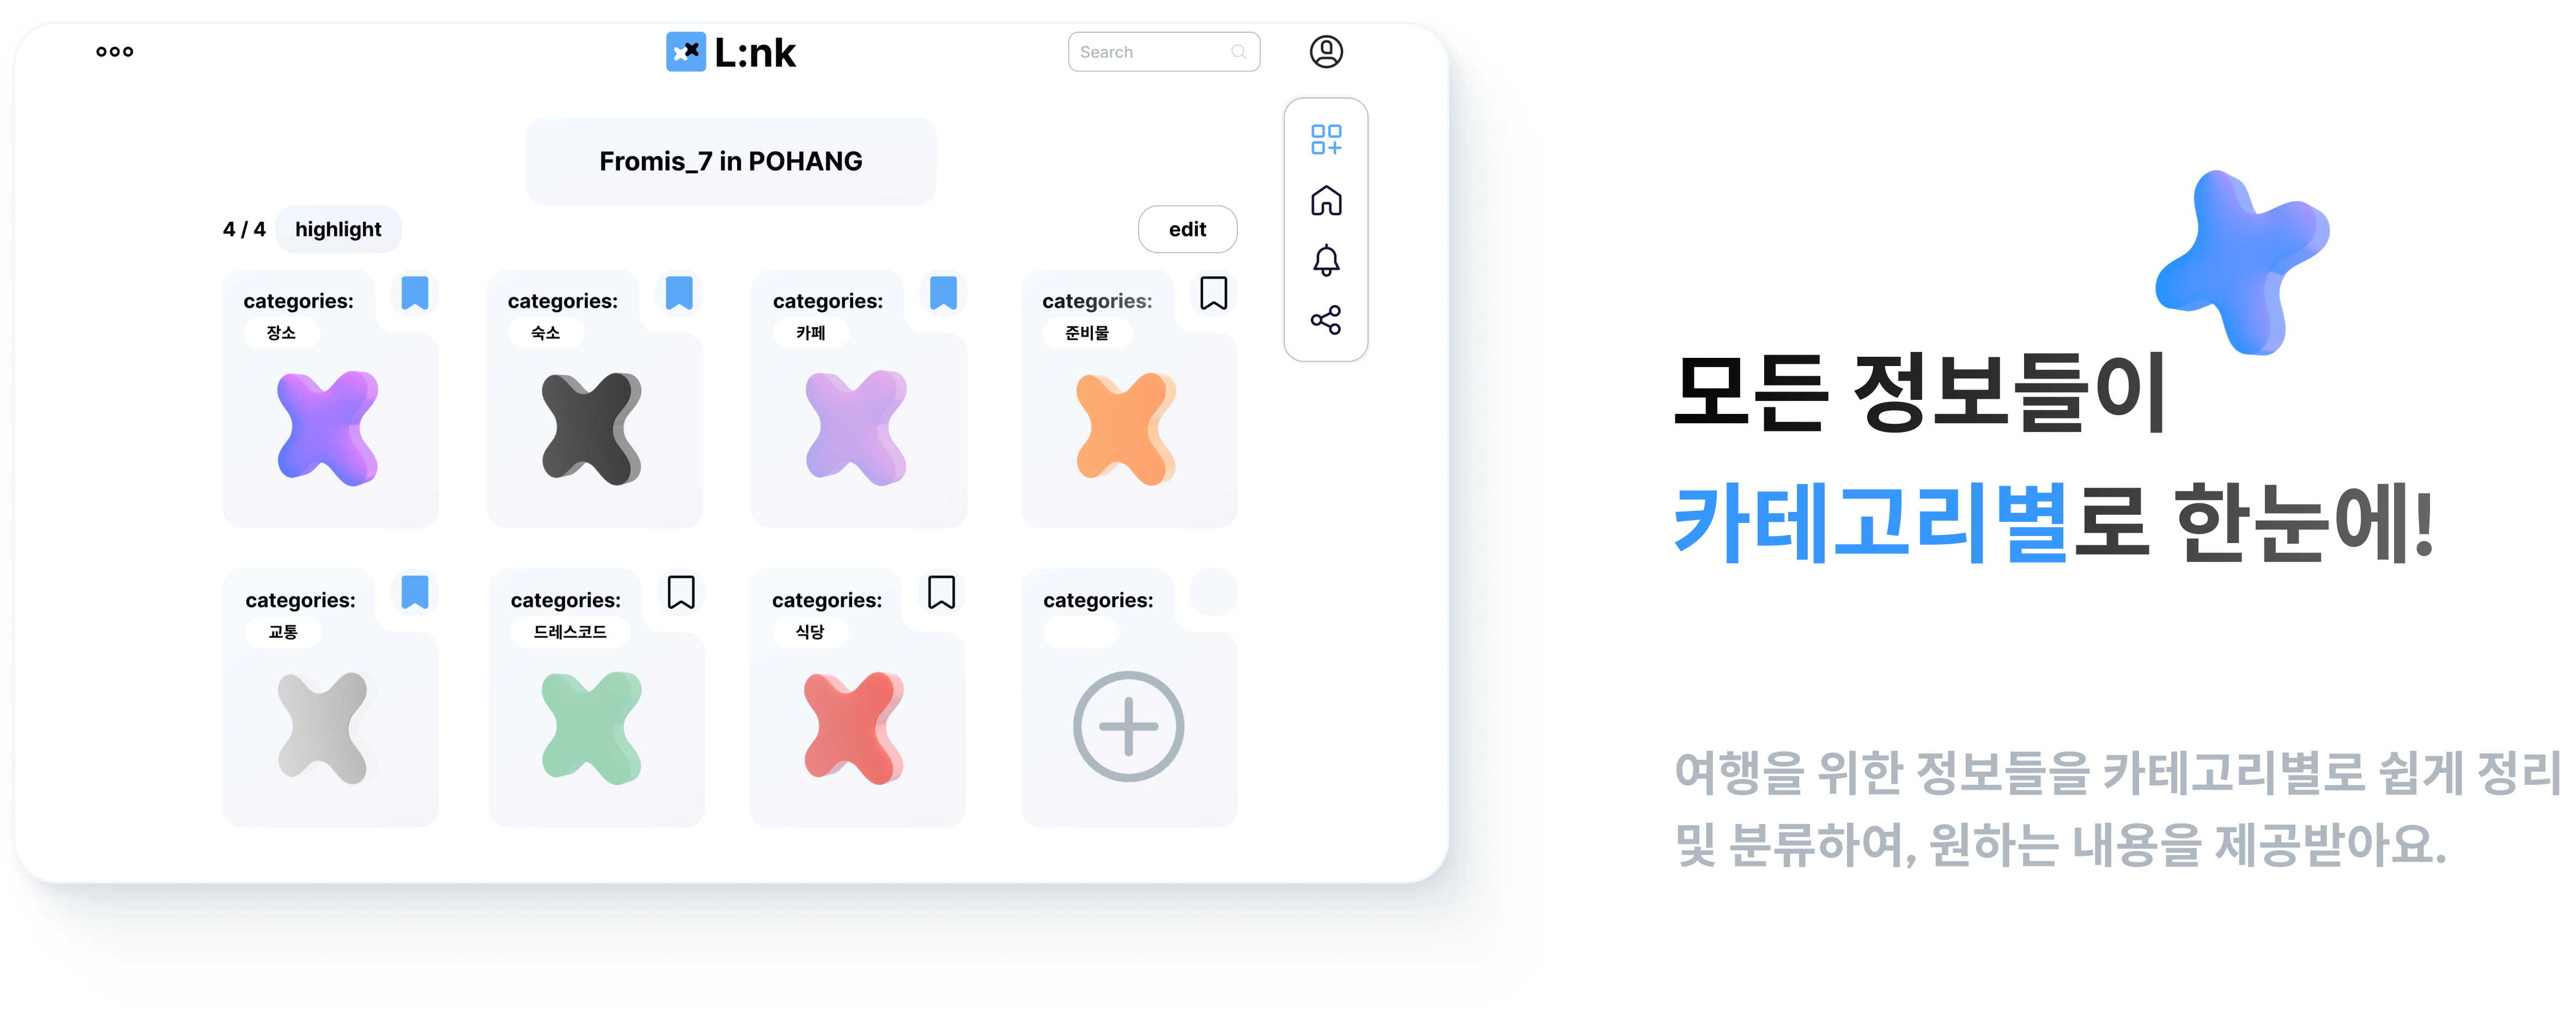 L:nk
Search
Fromis_7 in POHANG
4 / 4 highlight edit
categories: categories: categories: categories:
장소 숙소 카페 준비물
categories: categories: categories: categories:
교통 드레스코드 식당
모든 정보들이
카테고리별로 한눈에!
여행을 위한 정보들을 카테고리별로 쉽게 정리
및 분류하여, 원하는 내용을 제공받아요.